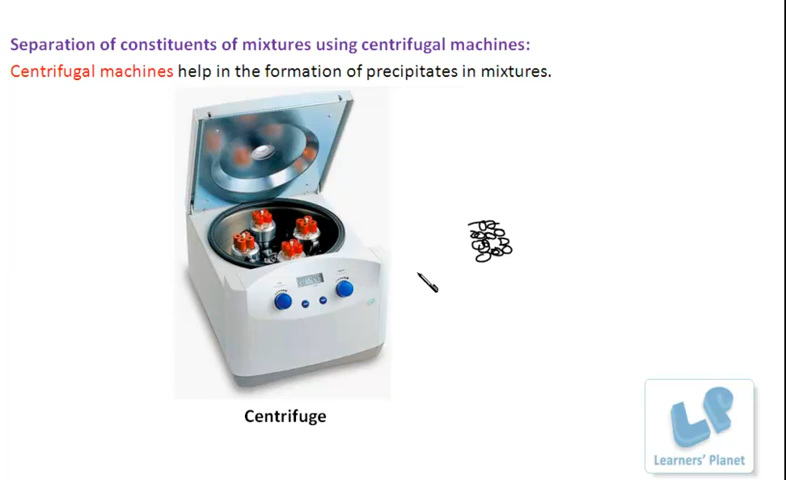 Separation of constituents of mixtures using centrifugal machines:
Centrifugal machines help in the formation of precipitates in mixtures.
Centrifuge
LP
Learners' Planet